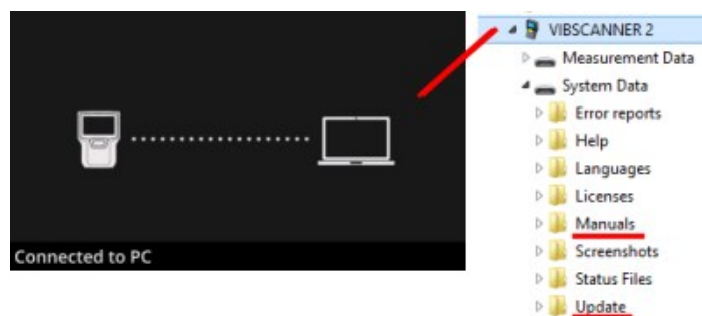 Connected to PC
VIBSCANNER 2
Measurement Data
System Data
Error reports
Help
Languages
Licenses
Manuals
Screenshots
Status Files
Update